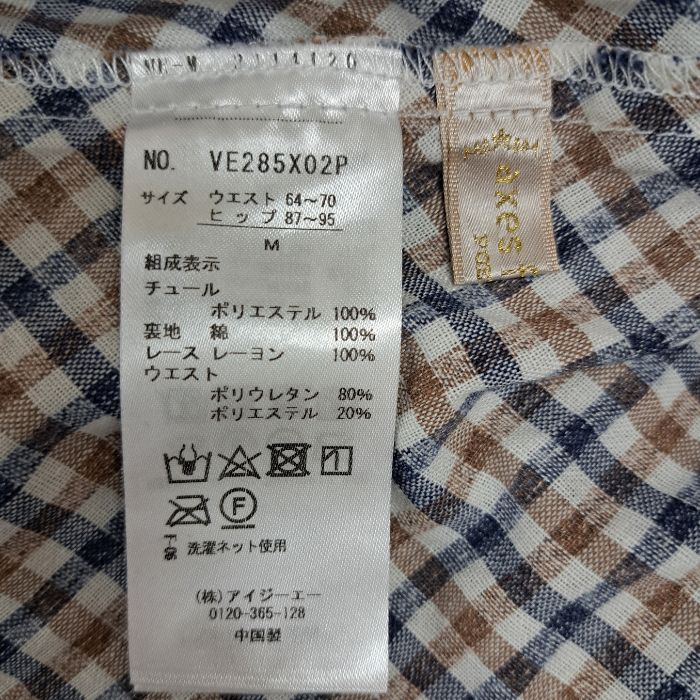 NO. VE285X02P
サイズ ウエスト 64～70
ヒップ 87～95
M
組成表示
チュール
ポリエステル 100%
裏地 綿 100%
レース レーヨン 100%
ウエスト
ポリウレタン 80%
ポリエステル 20%
F
洗濯ネット使用
(株)アイジーエー
0120-365-128
中国製
axes